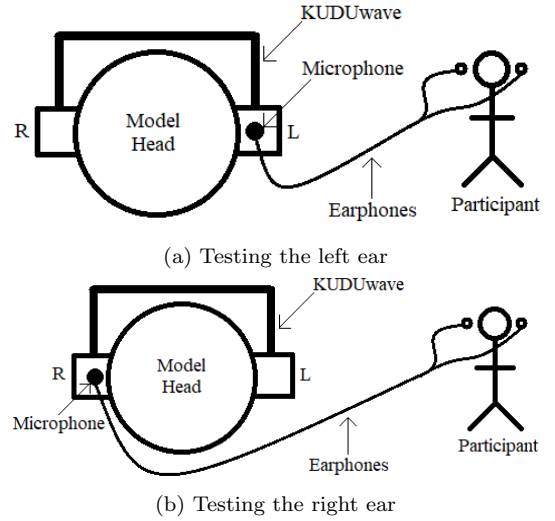 KUDUwave
Microphone
R
Model
Head
L
Earphones
Participant
(a) Testing the left ear
KUDUwave
R
Model
Head
L
Microphone
Earphones
Participant
(b) Testing the right ear